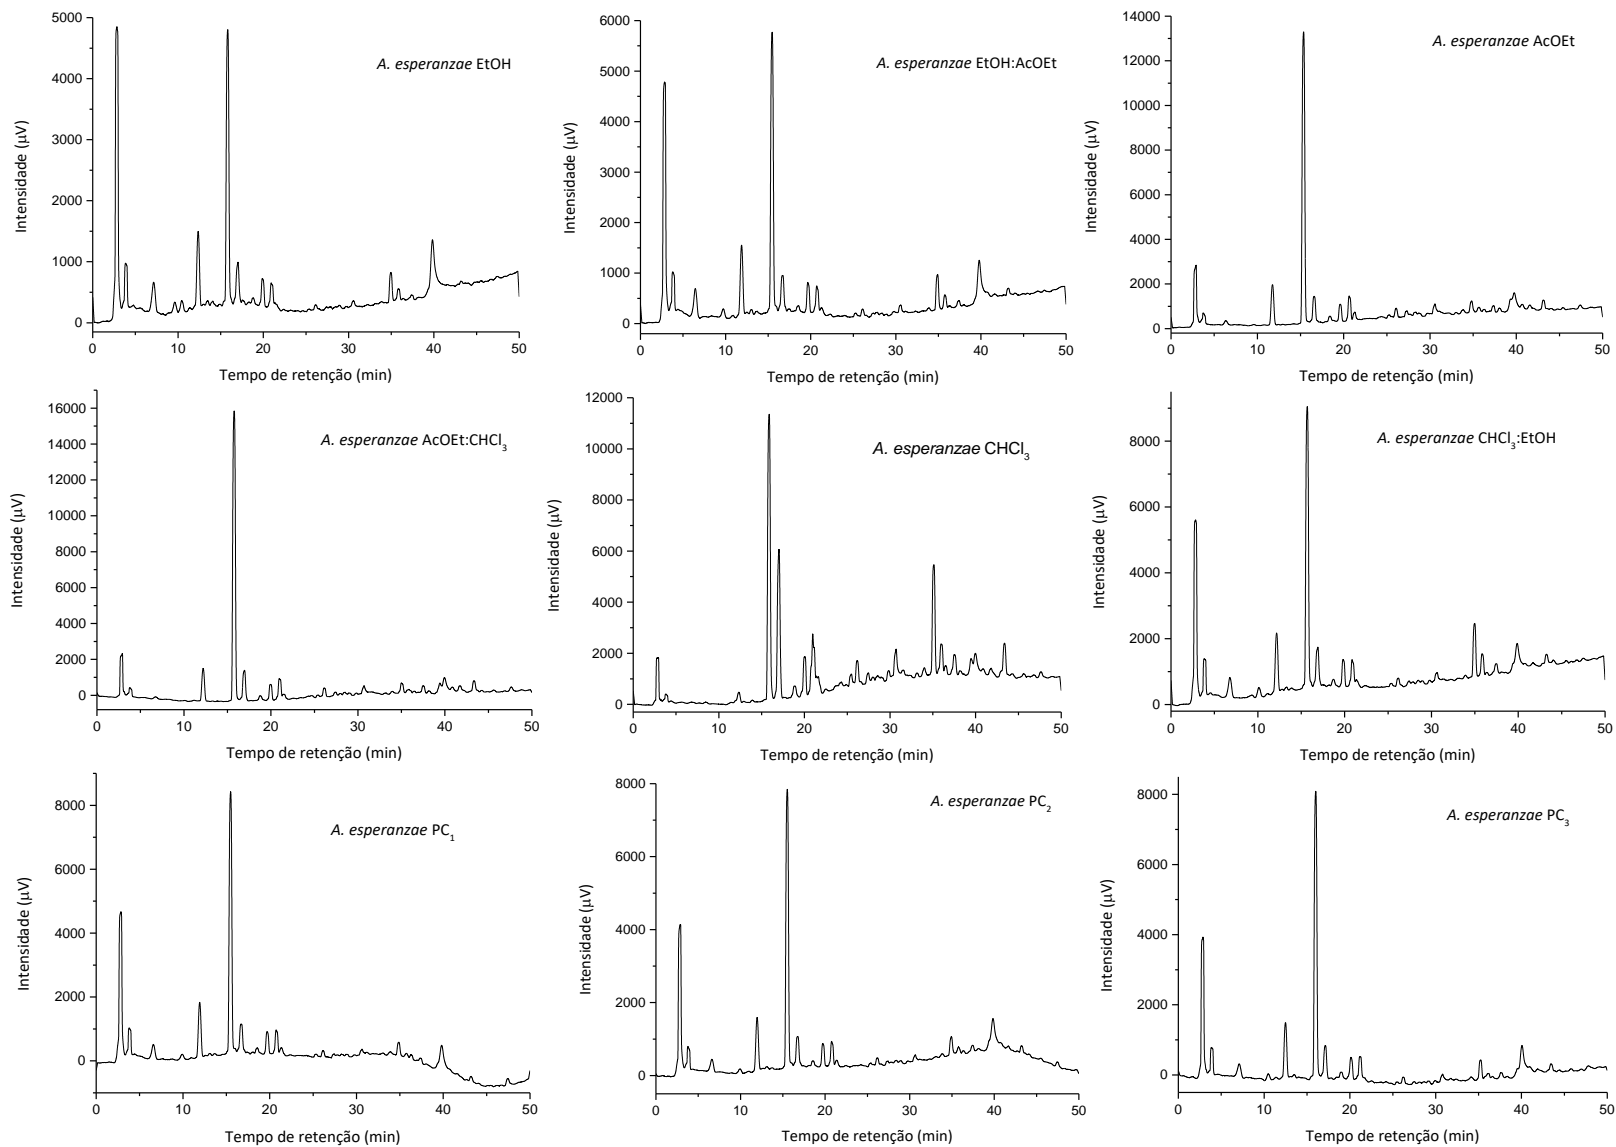 A. esperanzae EtOH
Intensidade (μV)
5000
4000
3000
2000
1000
0
0 10 20 30 40 50
Tempo de retenção (min)
A. esperanzae EtOH:AcOEt
Intensidade (μV)
6000
5000
4000
3000
2000
1000
0
0 10 20 30 40 50
Tempo de retenção (min)
A. esperanzae AcOEt
Intensidade (μV)
14000
12000
10000
8000
6000
4000
2000
0
0 10 20 30 40 50
Tempo de retenção (min)
A. esperanzae AcOEt:CHCl3
Intensidade (μV)
16000
14000
12000
10000
8000
6000
4000
2000
0
0 10 20 30 40 50
Tempo de retenção (min)
A. esperanzae CHCl3
Intensidade (μV)
12000
10000
8000
6000
4000
2000
0
0 10 20 30 40 50
Tempo de retenção (min)
A. esperanzae CHCl3:EtOH
Intensidade (μV)
8000
6000
4000
2000
0
0 10 20 30 40 50
Tempo de retenção (min)
A. esperanzae PC1
Intensidade (μV)
8000
6000
4000
2000
0
0 10 20 30 40 50
Tempo de retenção (min)
A. esperanzae PC2
Intensidade (μV)
8000
6000
4000
2000
0
0 10 20 30 40 50
Tempo de retenção (min)
A. esperanzae PC3
Intensidade (μV)
8000
6000
4000
2000
0
0 10 20 30 40 50
Tempo de retenção (min)